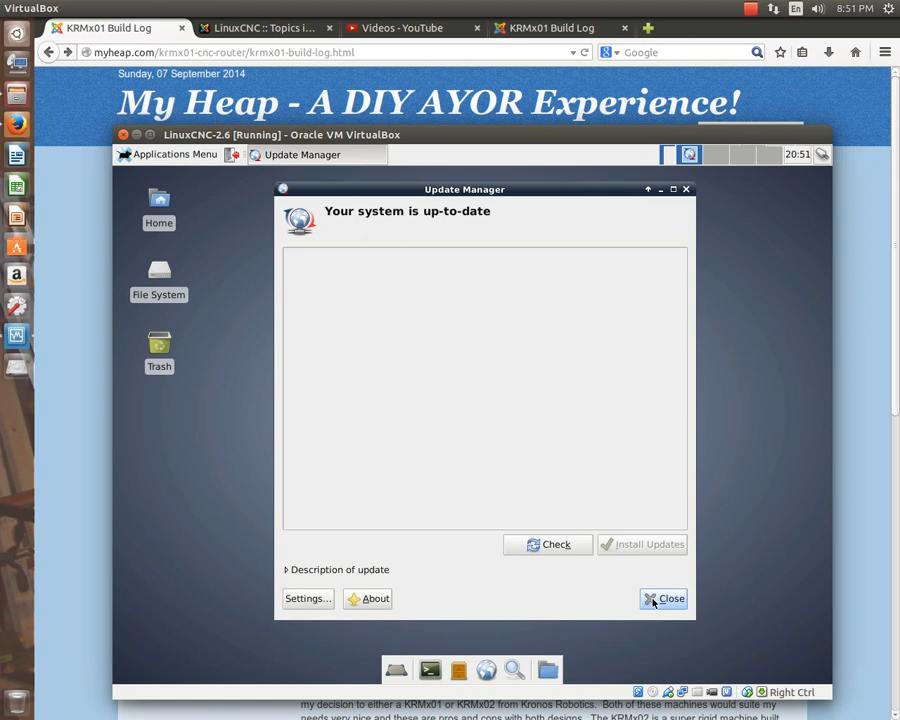 VirtualBox
En
8:51 PM
KRMx01 Build Log
LinuxCNC :: Topics i...
Videos - YouTube
KRMx01 Build Log
myheap.com/krmx01-cnc-router/krmx01-build-log.html
Google
Sunday, 07 September 2014
My Heap - A DIY AYOR Experience!
LinuxCNC-2.6 [Running] - Oracle VM VirtualBox
Applications Menu
Update Manager
20:51
Update Manager
Your system is up-to-date
Home
File System
Trash
Check
Install Updates
Description of update
Settings...
About
Close
Right Ctrl
my decision to either a KRMx01 or KRMx02 from Kronos Robotics. Both of these machines would suite my
needs very nice and these are pros and cons with both designs. The KRMx02 is a super rigid machine built